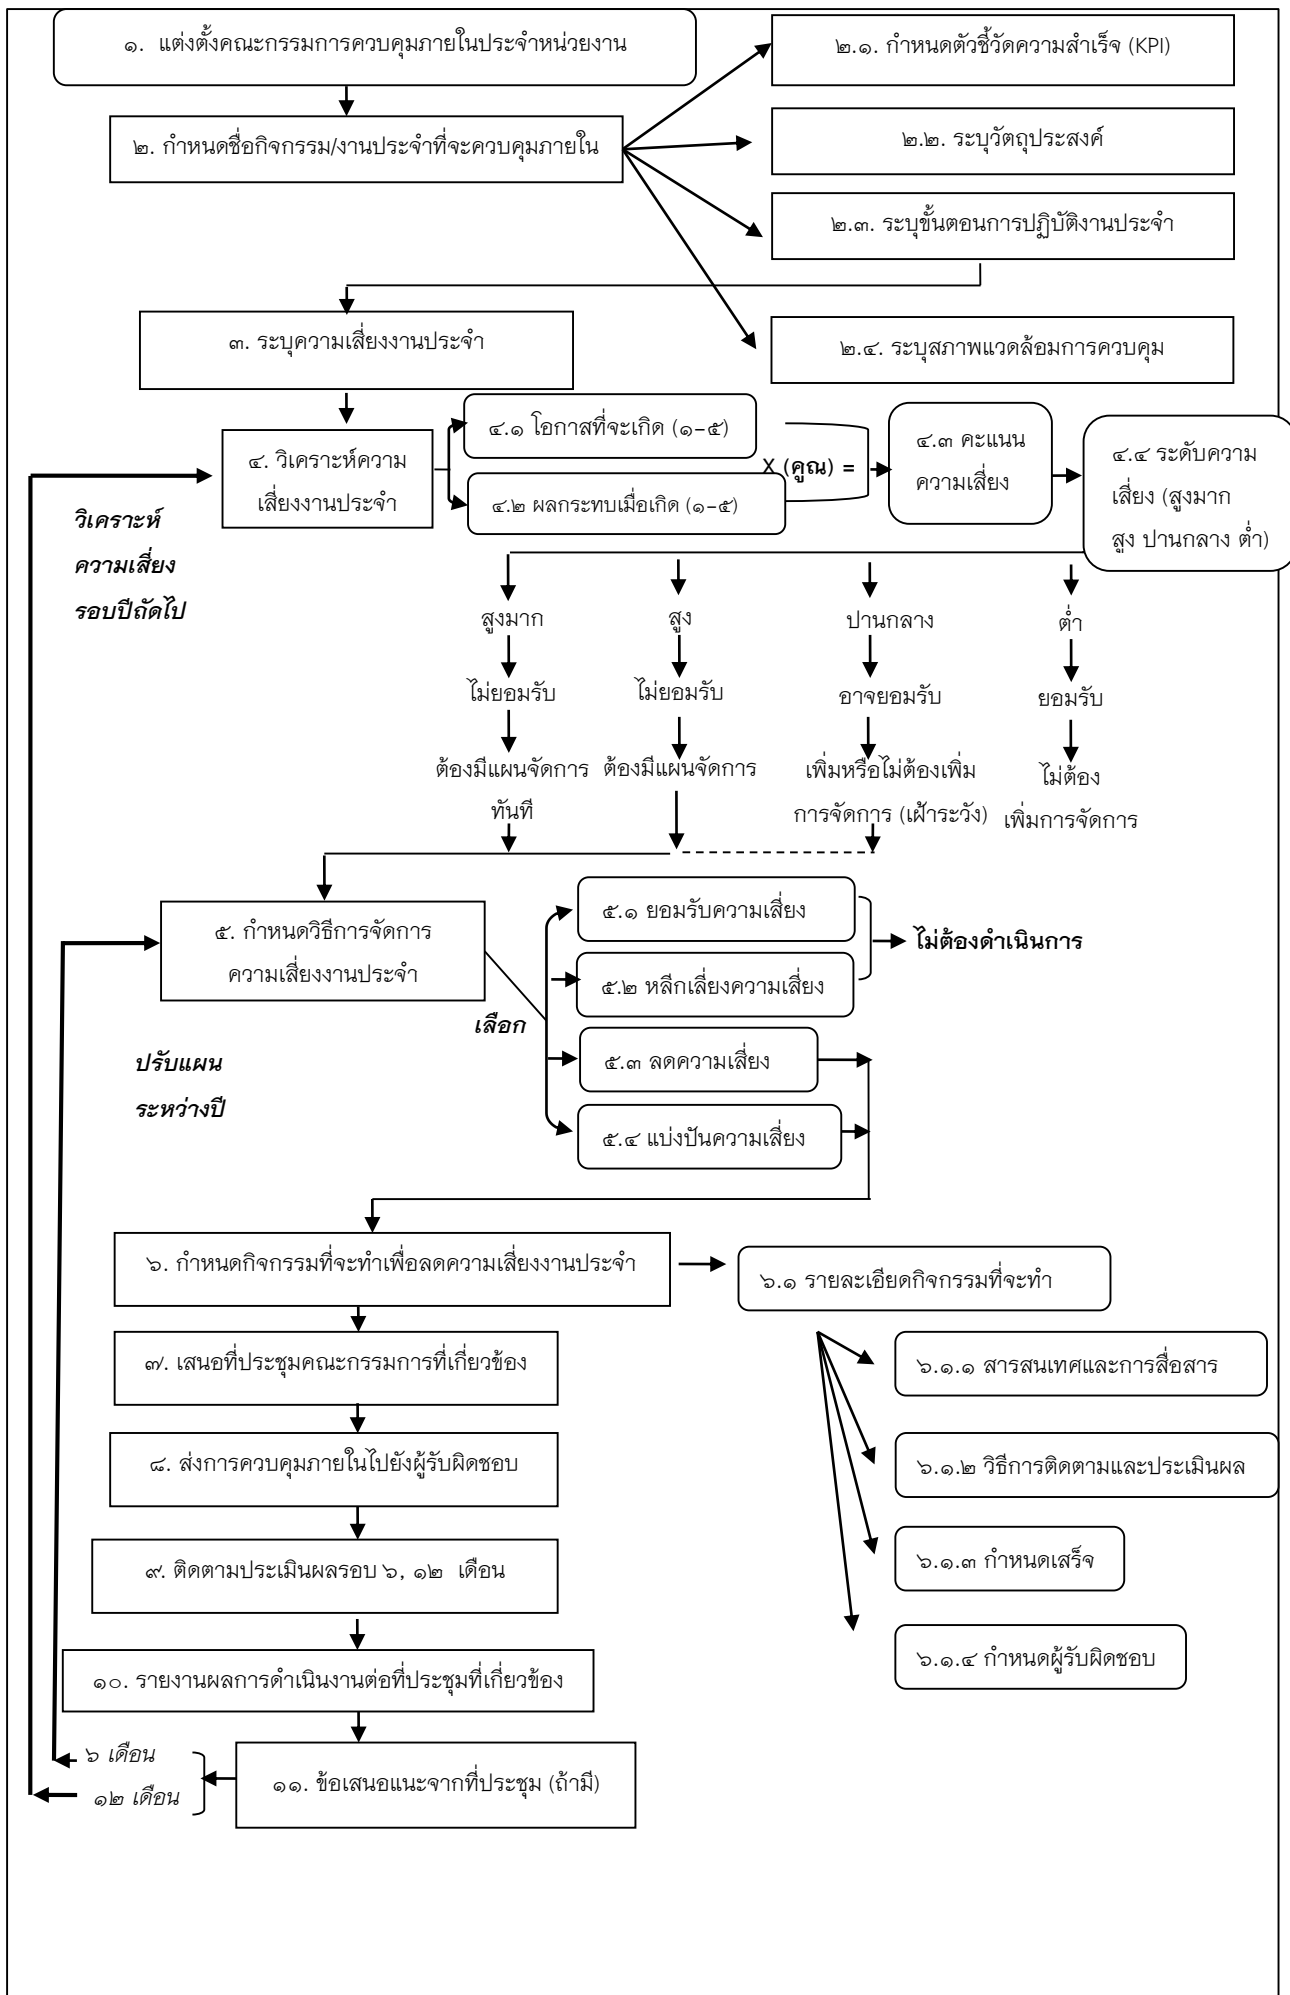 ๑.  แต่งตั้งคณะกรรมการควบคุมภายในประจำหน่วยงาน
๒. กำหนดชื่อกิจกรรม/งานประจำที่จะควบคุมภายใน
๒.๑. กำหนดตัวชี้วัดความสำเร็จ (KPI)
๒.๒. ระบุวัตถุประสงค์
๒.๓. ระบุขั้นตอนการปฏิบัติงานประจำ
๒.๔. ระบุสภาพแวดล้อมการควบคุม
๓. ระบุความเสี่ยงงานประจำ
๔. วิเคราะห์ความ
เสี่ยงงานประจำ
๔.๑ โอกาสที่จะเกิด (๑-๕)
X (คูณ) =
๔.๒ ผลกระทบเมื่อเกิด (๑-๕)
๔.๓ คะแนน
ความเสี่ยง
๔.๔ ระดับความ
เสี่ยง (สูงมาก
สูง ปานกลาง ต่ำ)
วิเคราะห์
ความเสี่ยง
รอบปีถัดไป
สูงมาก
ไม่ยอมรับ
ต้องมีแผนจัดการ
ทันที
สูง
ไม่ยอมรับ
ต้องมีแผนจัดการ
ปานกลาง
อาจยอมรับ
เพิ่มหรือไม่ต้องเพิ่ม
การจัดการ (เฝ้าระวัง)
ต่ำ
ยอมรับ
ไม่ต้อง
เพิ่มการจัดการ
๕. กำหนดวิธีการจัดการ
ความเสี่ยงงานประจำ
เลือก
๕.๑ ยอมรับความเสี่ยง
๕.๒ หลีกเลี่ยงความเสี่ยง
ไม่ต้องดำเนินการ
๕.๓ ลดความเสี่ยง
๕.๔ แบ่งปันความเสี่ยง
ปรับแผน
ระหว่างปี
๖. กำหนดกิจกรรมที่จะทำเพื่อลดความเสี่ยงงานประจำ
๖.๑ รายละเอียดกิจกรรมที่จะทำ
๖.๑.๑ สารสนเทศและการสื่อสาร
๖.๑.๒ วิธีการติดตามและประเมินผล
๖.๑.๓ กำหนดเสร็จ
๖.๑.๔ กำหนดผู้รับผิดชอบ
๗. เสนอที่ประชุมคณะกรรมการที่เกี่ยวข้อง
๘. ส่งการควบคุมภายในไปยังผู้รับผิดชอบ
๙. ติดตามประเมินผลรอบ ๖, ๑๒  เดือน
๑๐. รายงานผลการดำเนินงานต่อที่ประชุมที่เกี่ยวข้อง
๑๑. ข้อเสนอแนะจากที่ประชุม (ถ้ามี)
๖ เดือน
๑๒ เดือน